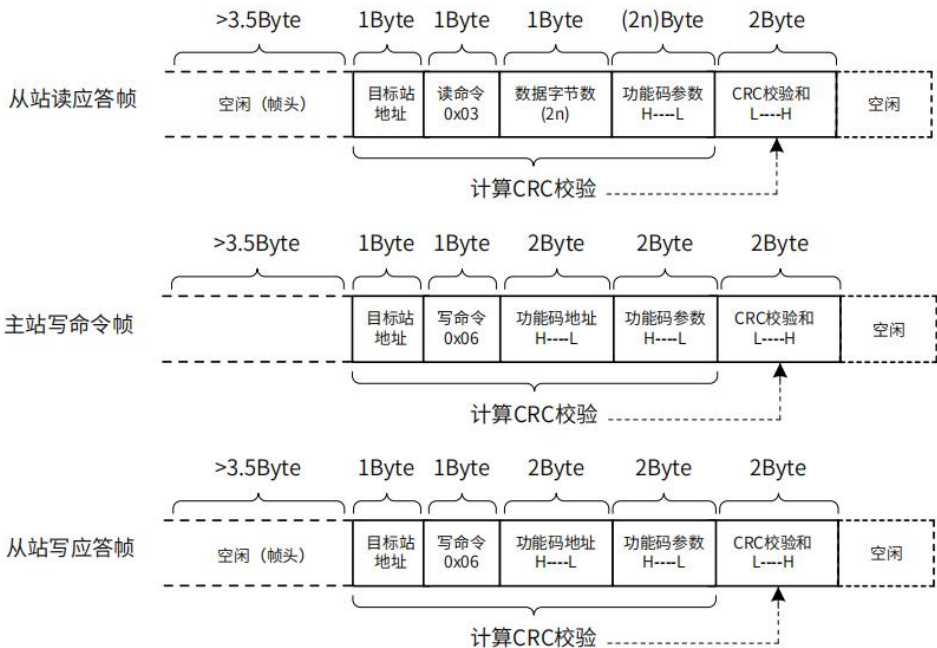 >3.5Byte 1Byte 1Byte 1Byte (2n)Byte 2Byte
从站读应答帧
空闲（帧头）
目标站
地址
读命令
0x03
数据字节数
(2n)
功能码参数
H----L
CRC校验和
L----H
空闲
计算CRC校验
>3.5Byte 1Byte 1Byte 2Byte 2Byte 2Byte
主站写命令帧
目标站
地址
写命令
0x06
功能码地址
H----L
功能码参数
H----L
CRC校验和
L----H
空闲
计算CRC校验
>3.5Byte 1Byte 1Byte 2Byte 2Byte 2Byte
从站写应答帧
空闲（帧头）
目标站
地址
写命令
0x06
功能码地址
H----L
功能码参数
H----L
CRC校验和
L----H
空闲
计算CRC校验